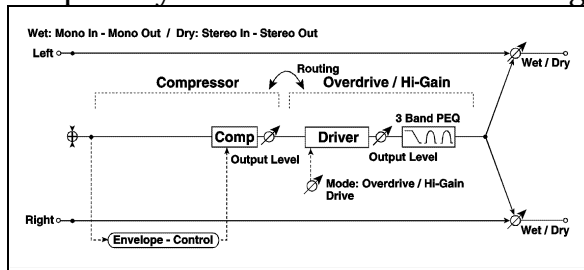 Wet: Mono In - Mono Out / Dry: Stereo In - Stereo Out
Left
Wet / Dry
Routing
Compressor
Overdrive / Hi-Gain
3 Band PEQ
Comp
Driver
Output Level
Output Level
Mode: Overdrive / Hi-Gain
Drive
Right
Wet / Dry
Envelope - Control